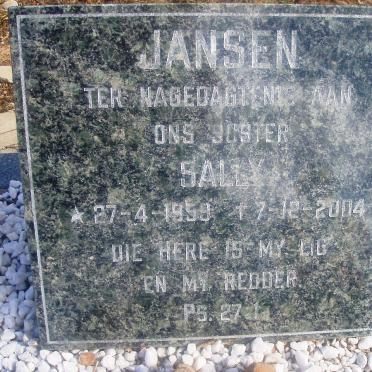 JANSEN
TER NAGEDAGTENIS AAN
ONS SUSTER
SALLY
★ 27-4-1953 † 7-12-2004
DIE HERE IS MY LIG
EN MY REDDER
PS. 27:1